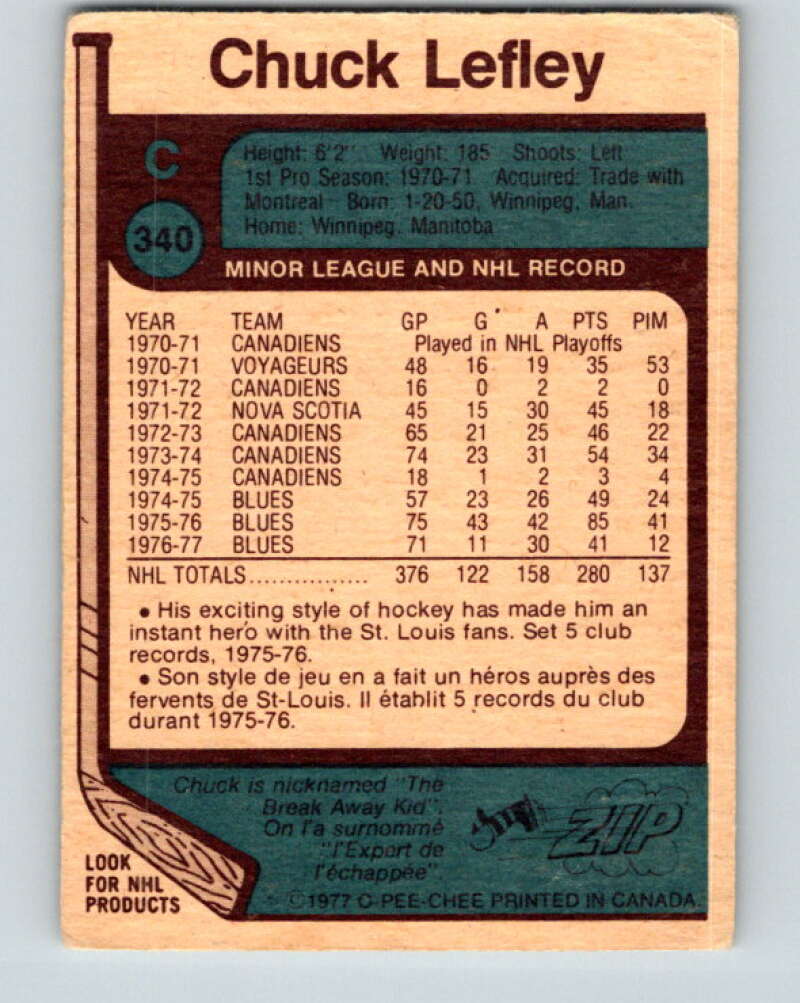 Chuck Lefley
C
Height: 6'2" Weight: 185 Shoots: Left
1st Pro Season: 1970-71 Acquired: Trade with
Montreal Born: 1-20-50, Winnipeg, Man.
Home: Winnipeg, Manitoba
340
MINOR LEAGUE AND NHL RECORD
YEAR TEAM GP G A PTS PIM
1970-71 CANADIENS Played in NHL Playoffs
1970-71 VOYAGEURS 48 16 19 35 53
1971-72 CANADIENS 16 0 2 2 0
1971-72 NOVA SCOTIA 45 15 30 45 18
1972-73 CANADIENS 65 21 25 46 22
1973-74 CANADIENS 74 23 31 54 34
1974-75 CANADIENS 18 1 2 3 4
1974-75 BLUES 57 23 26 49 24
1975-76 BLUES 75 43 42 85 41
1976-77 BLUES 71 11 30 41 12
NHL TOTALS................ 376 122 158 280 137
• His exciting style of hockey has made him an
instant hero with the St. Louis fans. Set 5 club
records, 1975-76.
• Son style de jeu en a fait un héros auprès des
fervents de St-Louis. Il établit 5 records du club
durant 1975-76.
Chuck is nicknamed "The
Break Away Kid".
On l'a surnommé
"l'Expert de
l'échappée".
ZIP
LOOK
FOR NHL
PRODUCTS
©1977 O-PEE-CHEE PRINTED IN CANADA